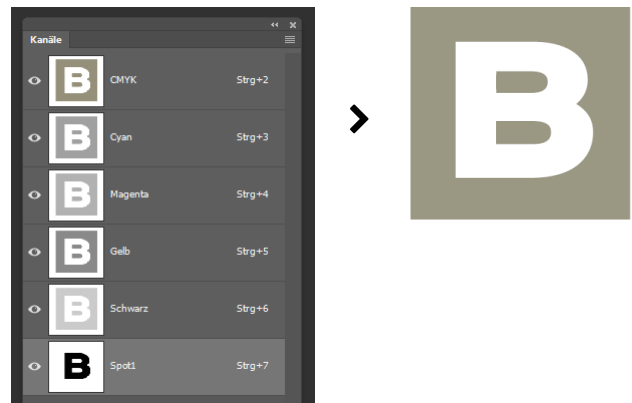 Kanäle
B CMYK Strg+2
B Cyan Strg+3
B Magenta Strg+4
B Gelb Strg+5
B Schwarz Strg+6
B Spot1 Strg+7
B